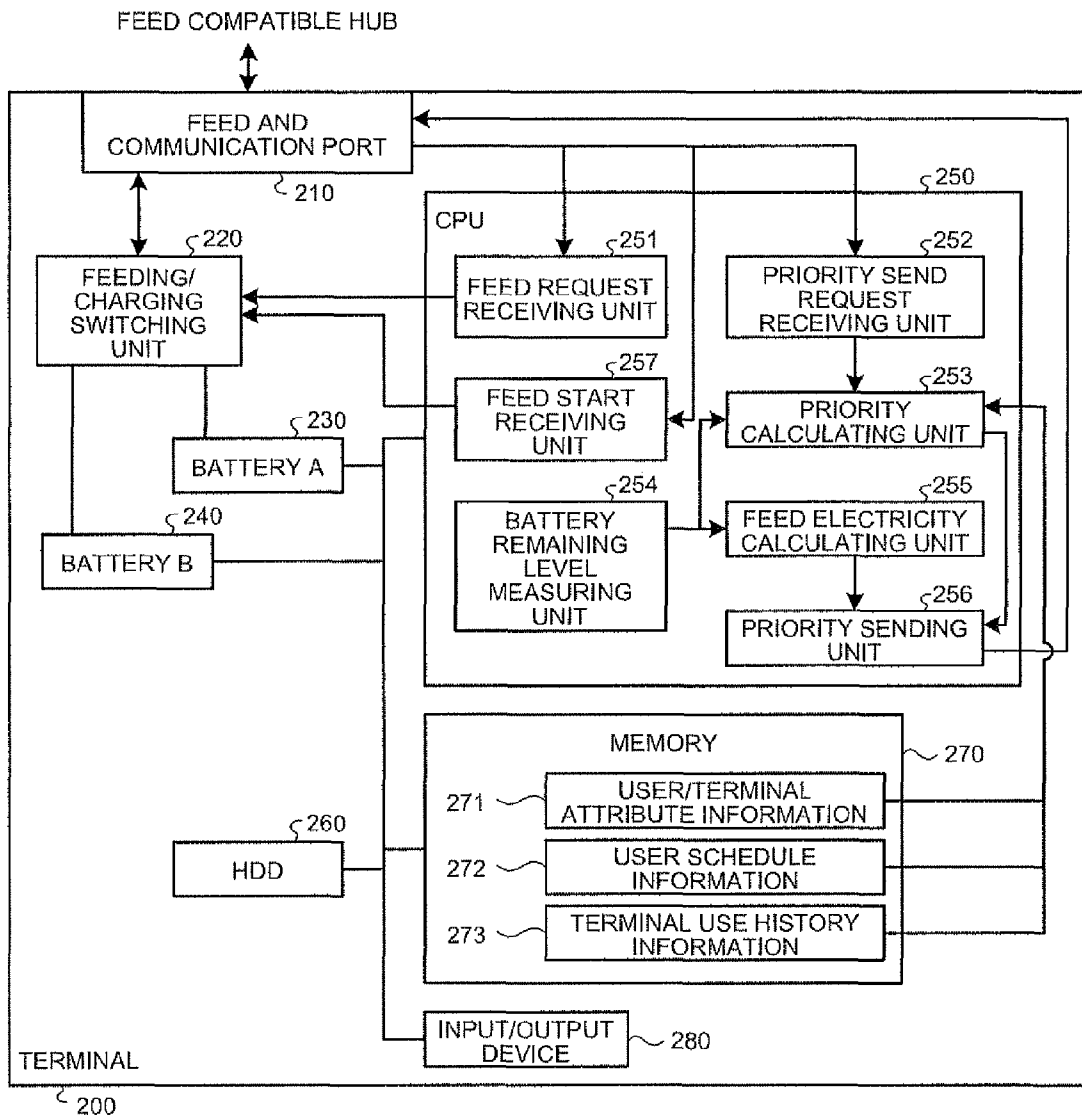 FEED COMPATIBLE HUB
FEED AND
COMMUNICATION PORT
210
250
CPU
220
FEEDING/
CHARGING
SWITCHING
UNIT
251
FEED REQUEST
RECEIVING UNIT
252
PRIORITY SEND
REQUEST
RECEIVING UNIT
257
FEED START
RECEIVING
UNIT
253
PRIORITY
CALCULATING UNIT
230
BATTERY A
254
BATTERY
REMAINING
LEVEL
MEASURING
UNIT
255
FEED ELECTRICITY
CALCULATING UNIT
240
BATTERY B
256
PRIORITY SENDING
UNIT
MEMORY
270
271
USER/TERMINAL
ATTRIBUTE INFORMATION
260
HDD
272
USER SCHEDULE
INFORMATION
273
TERMINAL USE HISTORY
INFORMATION
INPUT/OUTPUT
DEVICE
280
TERMINAL
200